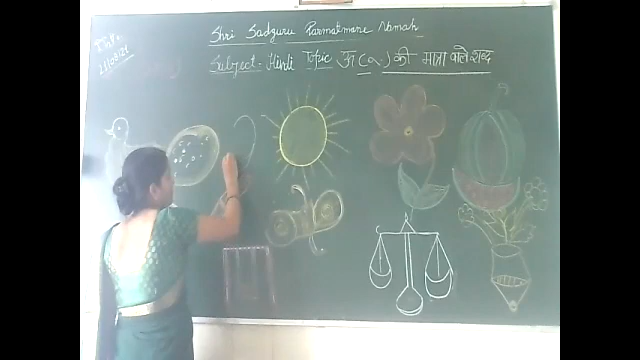 Shri Sadguru Parmatmane Namah
Subject - Hindi Topic ऊ ( ू ) की मात्रा वाले शब्द